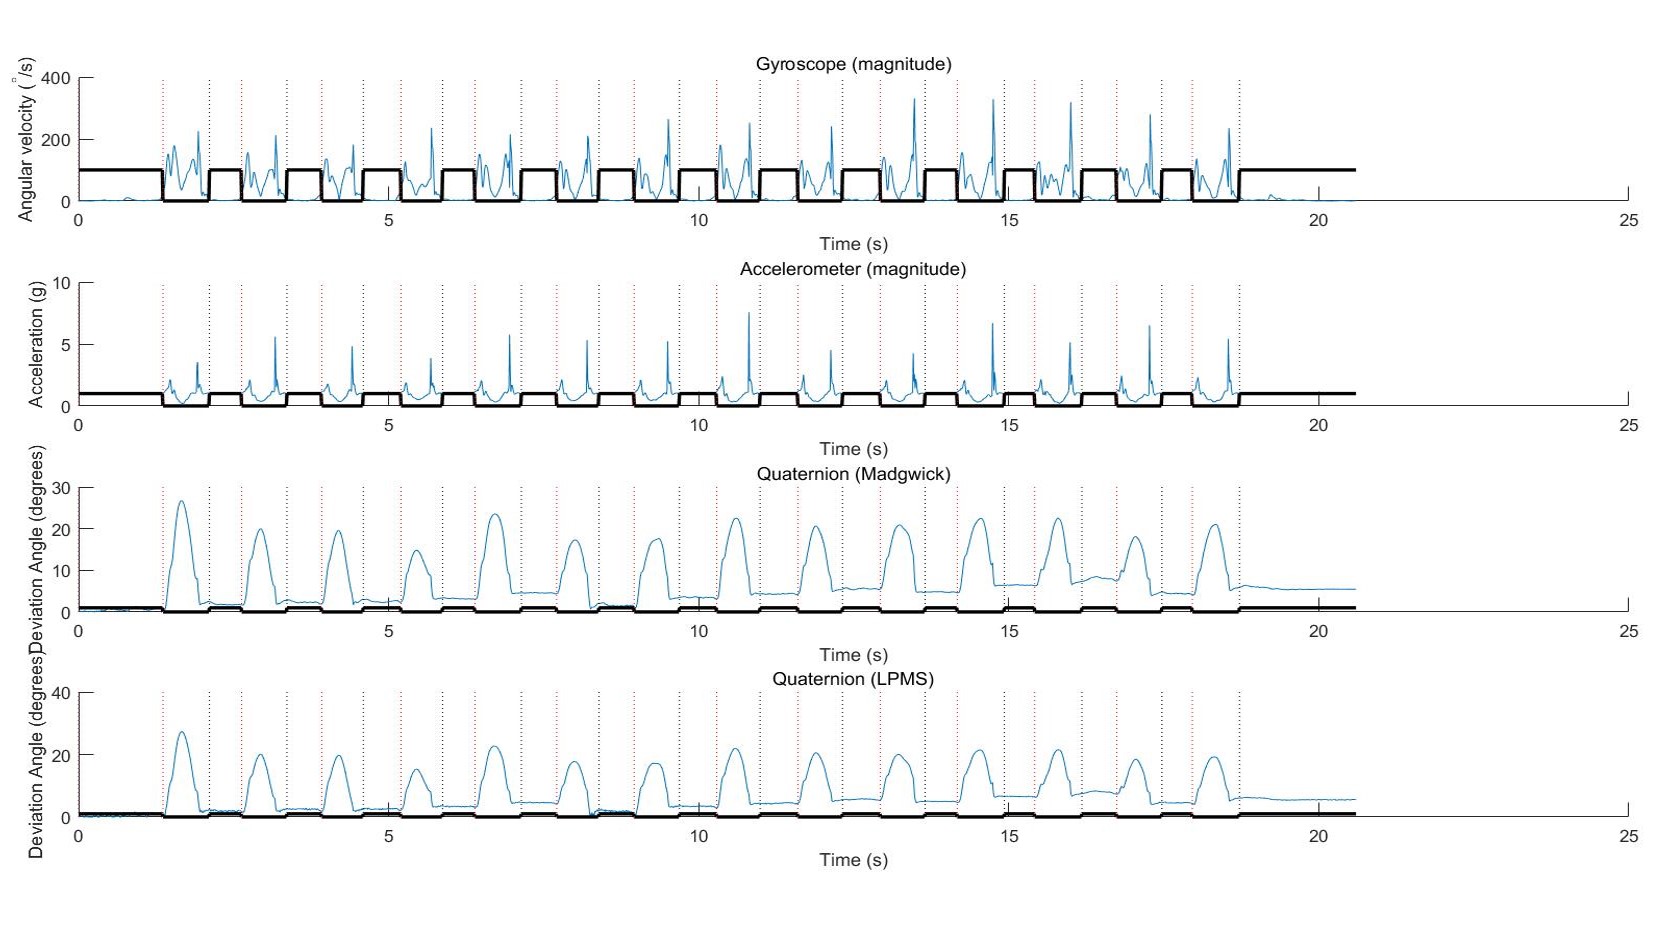 Gyroscope (magnitude)
Angular velocity (°/s)
400
200
0
0 5 10 15 20 25
Time (s)
Accelerometer (magnitude)
Acceleration (g)
10
5
0
0 5 10 15 20 25
Time (s)
Quaternion (Madgwick)
Deviation Angle (degrees)
30
20
10
0
0 5 10 15 20 25
Time (s)
Quaternion (LPMS)
Deviation Angle (degrees)
40
20
0
0 5 10 15 20 25
Time (s)